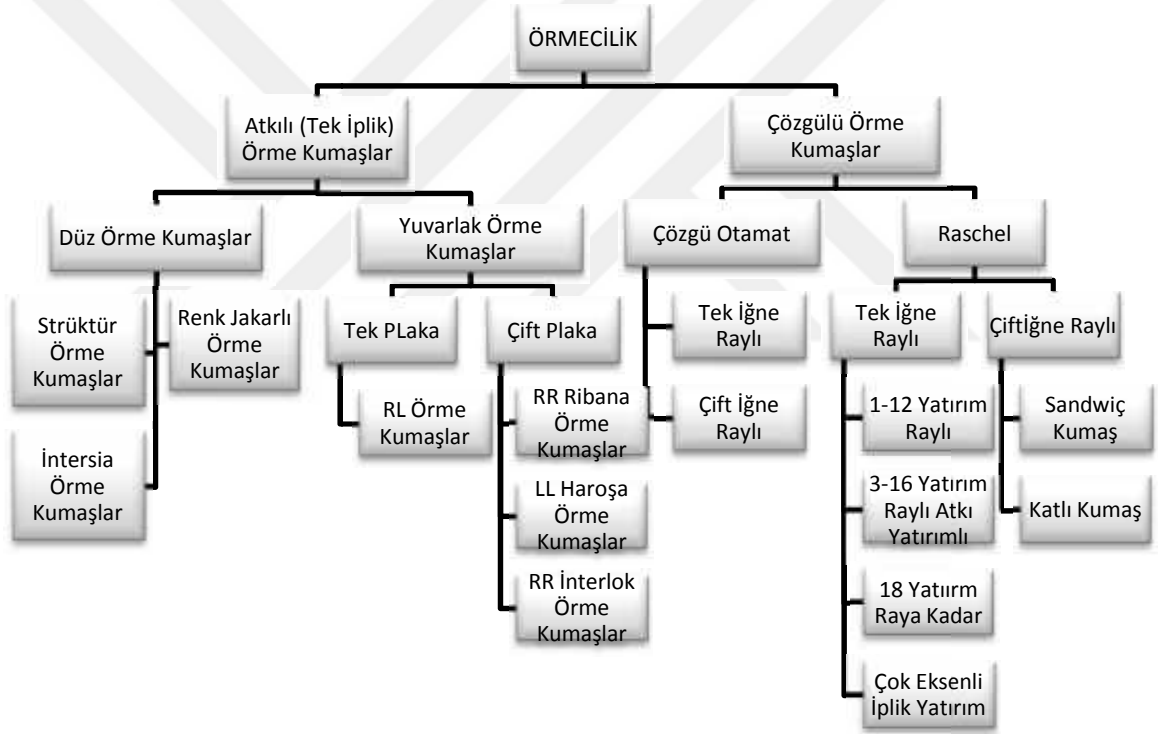 ÖRMECİLİK
Atkılı (Tek İplik)
Örme Kumaşlar
Çözgülü Örme
Kumaşlar
Düz Örme Kumaşlar
Yuvarlak Örme
Kumaşlar
Çözgü Otamat
Raschel
Strüktür
Örme
Kumaşlar
Renk Jakarlı
Örme
Kumaşlar
İntersia
Örme
Kumaşlar
Tek PLaka
RL Örme
Kumaşlar
Çift Plaka
RR Ribana
Örme
Kumaşlar
LL Haroşa
Örme
Kumaşlar
RR İnterlok
Örme
Kumaşlar
Tek İğne
Raylı
Çift İğne
Raylı
Tek İğne
Raylı
1-12 Yatırım
Raylı
3-16 Yatırım
Raylı Atkı
Yatırımlı
18 Yatıırm
Raya Kadar
Çok Eksenli
İplik Yatırım
Çiftİğne Raylı
Sandwiç
Kumaş
Katlı Kumaş